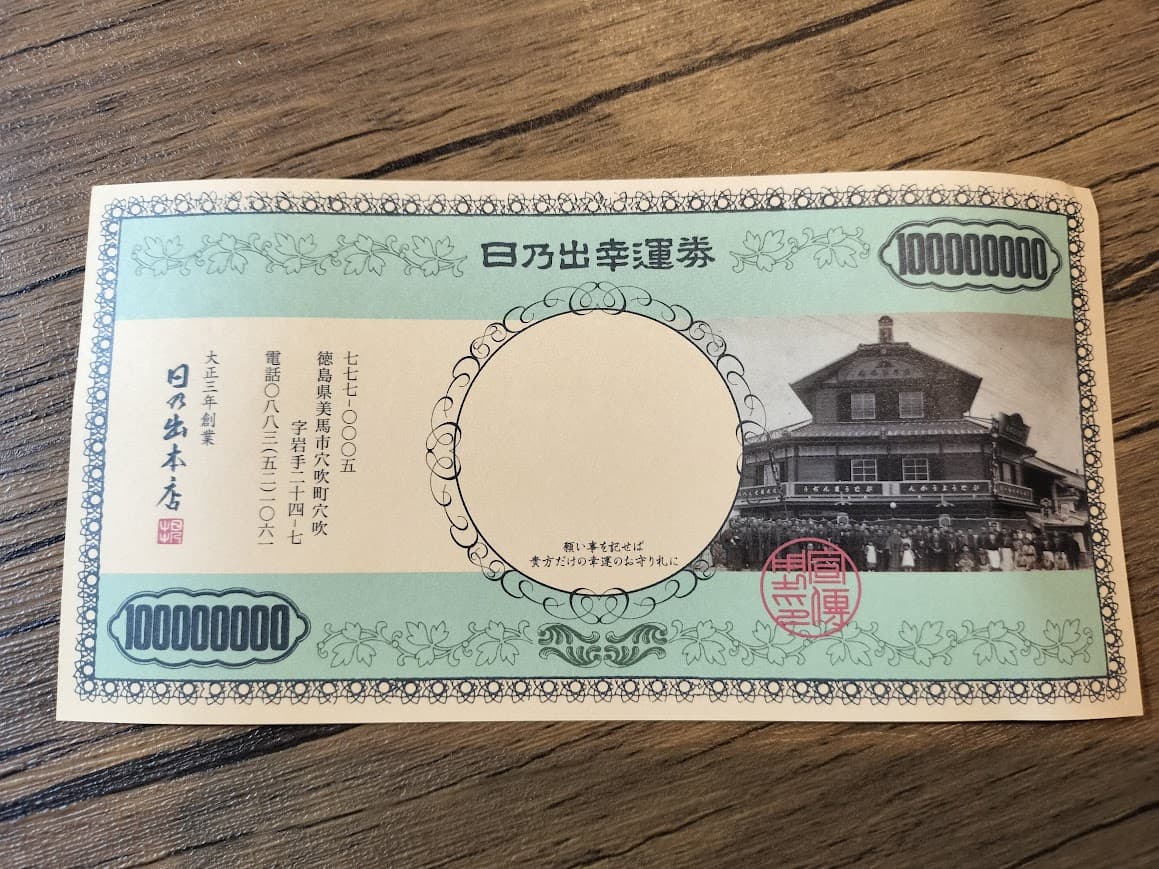 日乃出幸運券
100000000
七七七-〇〇〇五
徳島県美馬市穴吹町穴吹
字岩手二十四-七
電話〇八八三(五二)一〇六一
大正三年創業
日乃出本店
願い事を記せば
貴方だけの幸運のお守り札に
100000000